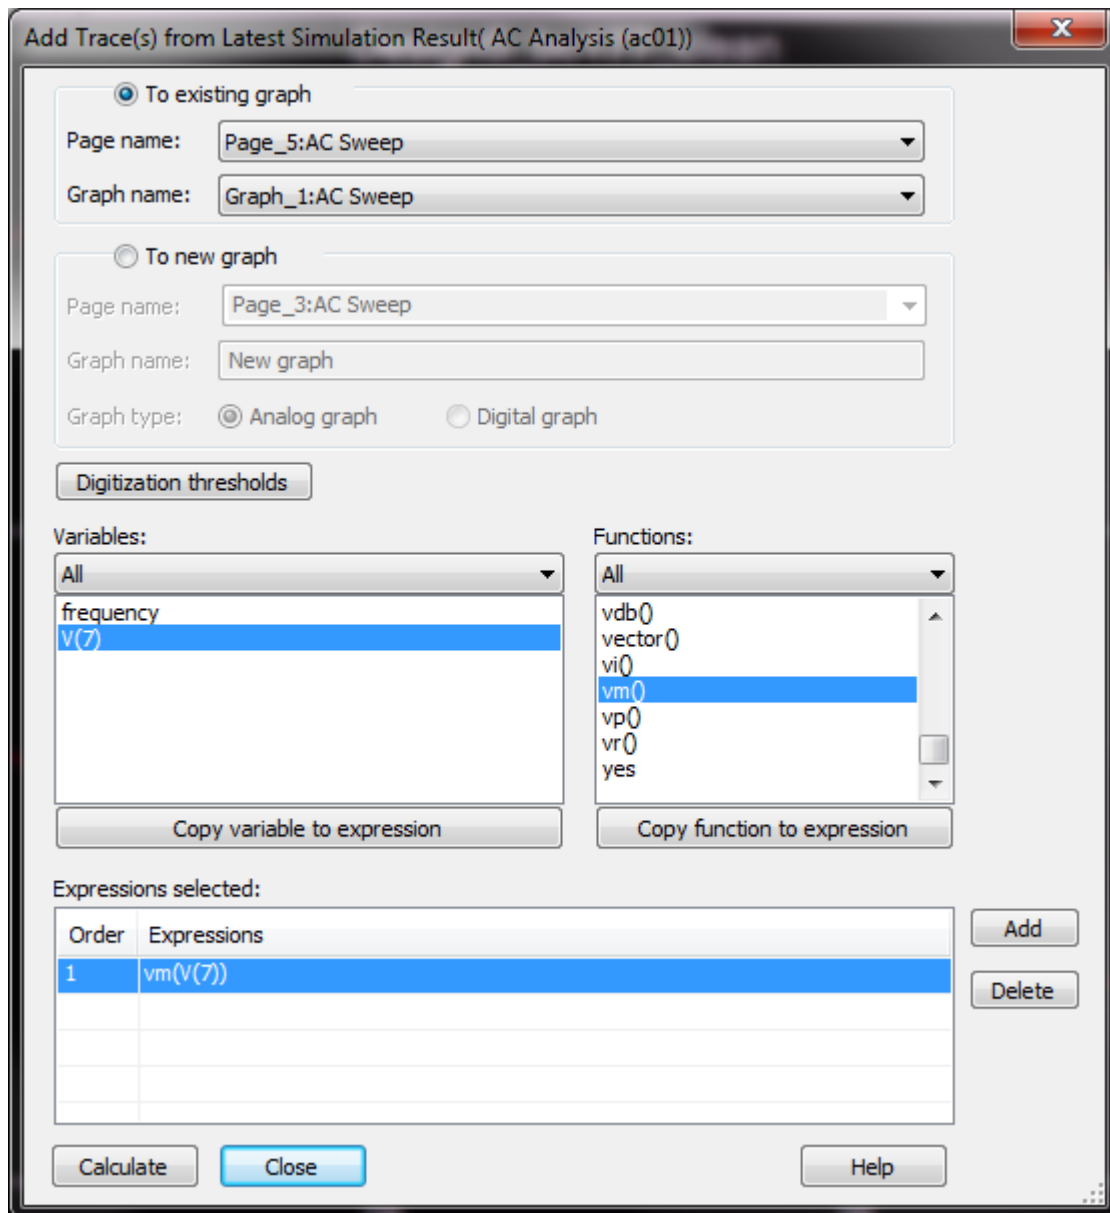 Add Trace(s) from Latest Simulation Result( AC Analysis (ac01))
To existing graph
Page name: Page_5:AC Sweep
Graph name: Graph_1:AC Sweep
To new graph
Page name: Page_3:AC Sweep
Graph name: New graph
Graph type: Analog graph Digital graph
Digitization thresholds
Variables: Functions:
All All
frequency vdb()
V(7) vector()
vi()
vm()
vp()
vr()
yes
Copy variable to expression Copy function to expression
Expressions selected:
Order Expressions Add
1 vm(V(7))
Delete
Calculate Close Help